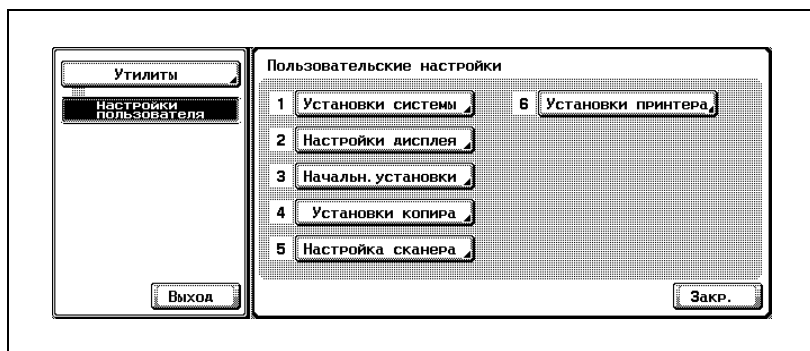 Утилиты
Настройки
пользователя
Выход
Пользовательские настройки
1 Установки системы
2 Настройки дисплея
3 Начальн.установки
4 Установки копира
5 Настройка сканера
6 Установки принтера
Закр.